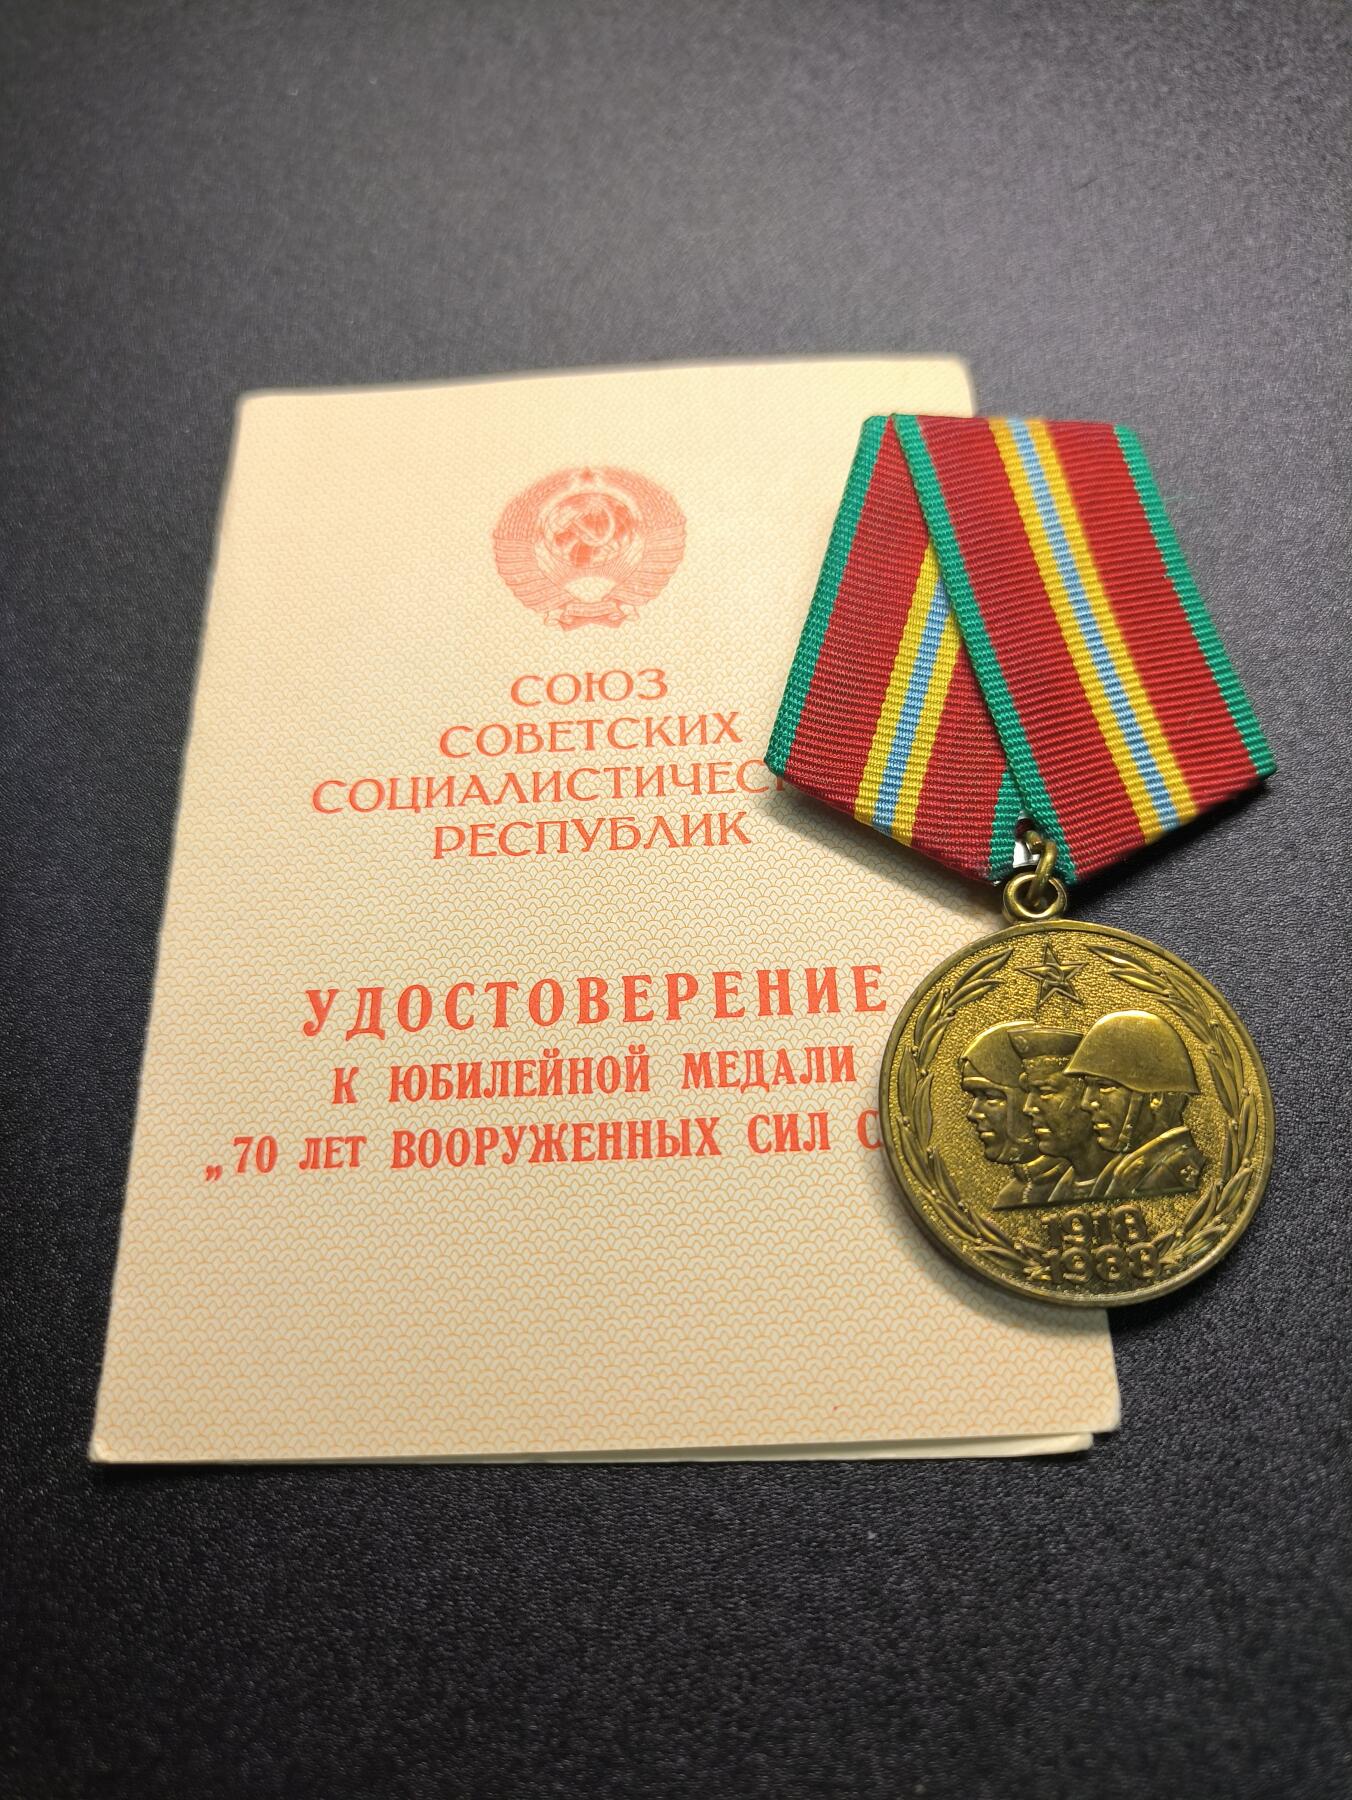 СОЮЗ
СОВЕТСКИХ
СОЦИАЛИСТИЧЕС
РЕСПУБЛИК
УДОСТОВЕРЕНИЕ
К ЮБИЛЕЙНОЙ МЕДАЛИ
„70 ЛЕТ ВООРУЖЕННЫХ СИЛ С
1918
1988